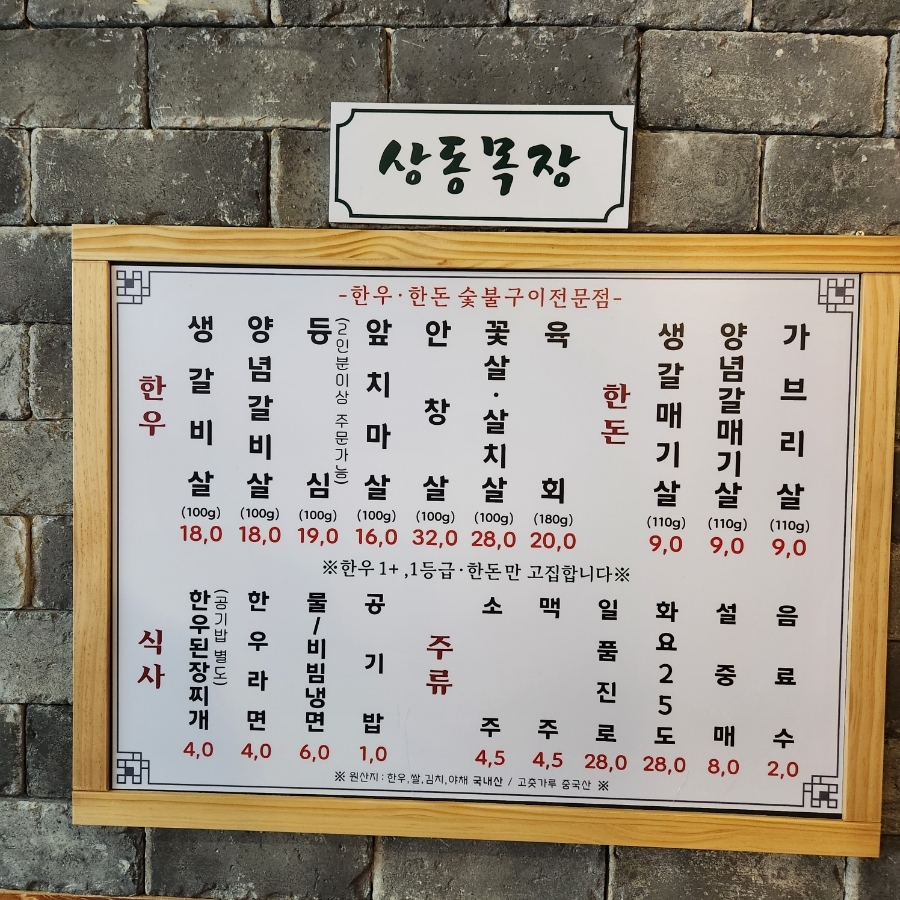 상동목장
-한우·한돈 숯불구이전문점-
한우
생갈비살
(100g)
18,0
양념갈비살
(100g)
18,0
등심
(2인분이상 주문가능)
(100g)
19,0
앞치마살
(100g)
16,0
안창살
(100g)
32,0
꽃살·살치살
(100g)
28,0
육회
(180g)
20,0
한돈
생갈매기살
(110g)
9,0
양념갈매기살
(110g)
9,0
가브리살
(110g)
9,0
※한우 1+ ,1등급·한돈만 고집합니다※
식사
한우된장찌개
(공기밥 별도)
4,0
한우라면
4,0
물/비빔냉면
6,0
공기밥
1,0
주류
소주
4,5
맥주
4,5
일품진로
28,0
화요25도
28,0
설중매
8,0
음료수
2,0
※ 원산지 : 한우,쌀,김치,야채 국내산 / 고춧가루 중국산 ※